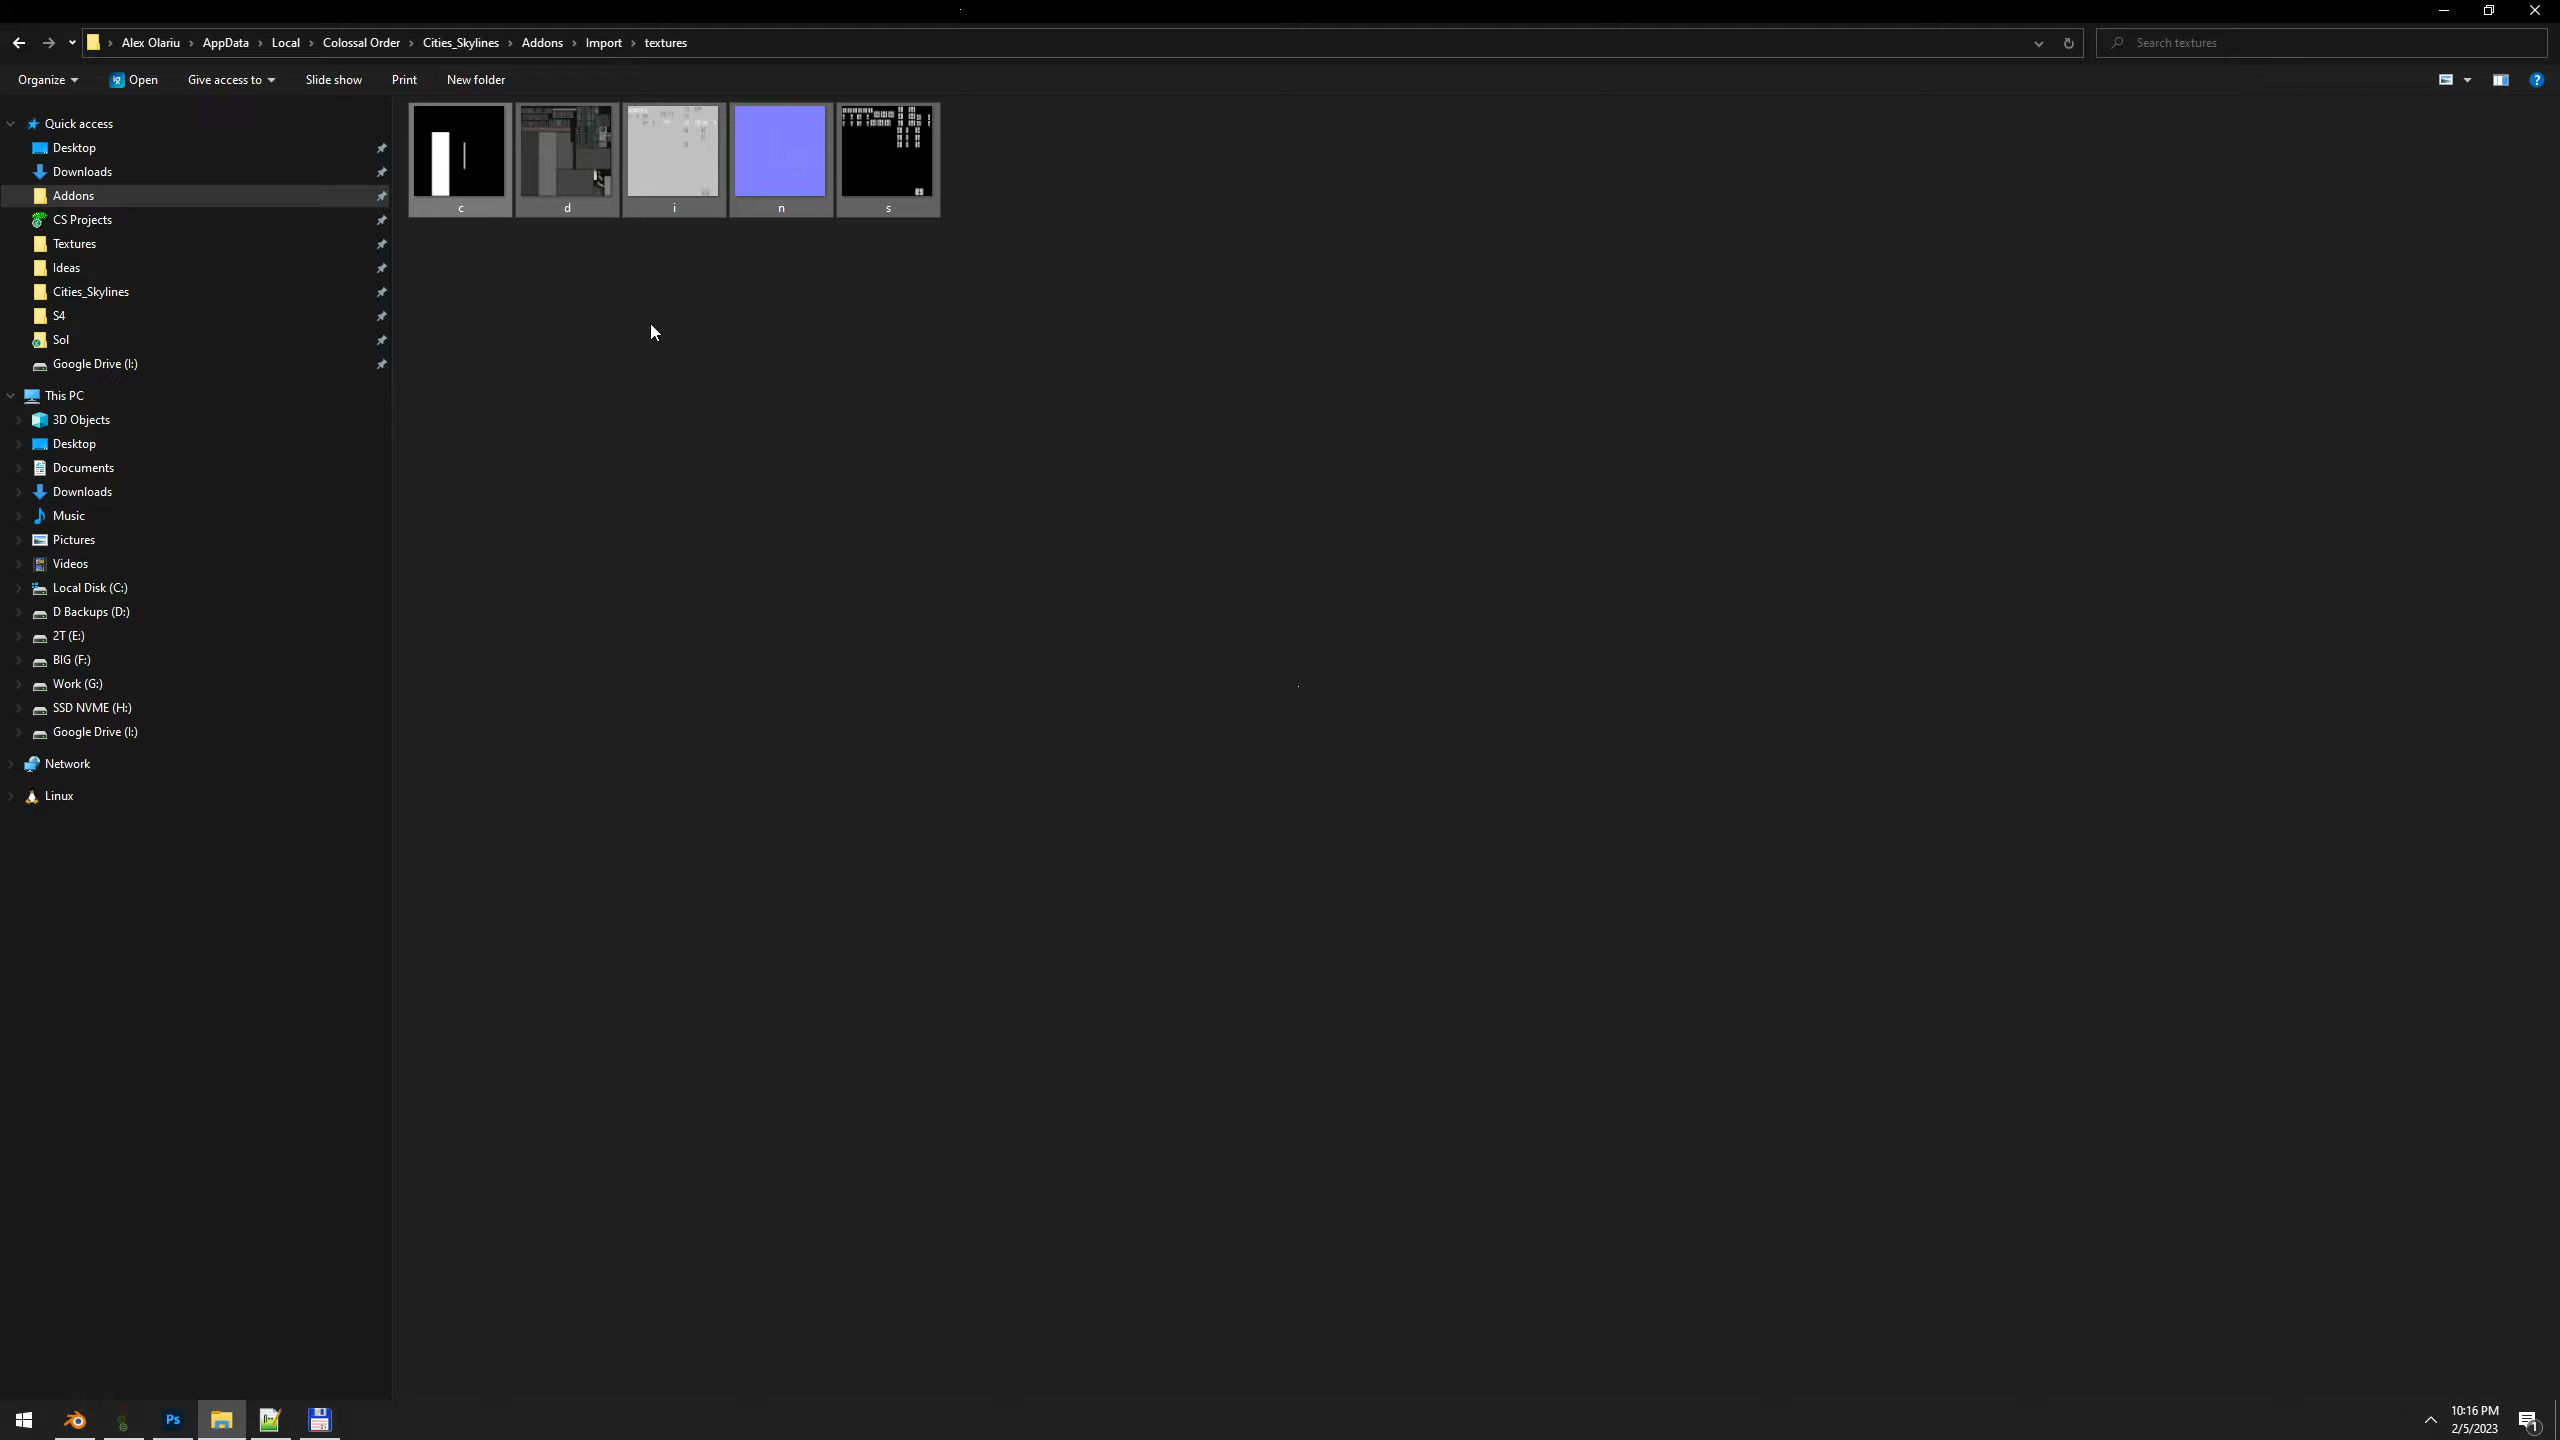 Alex Olariu > AppData > Local > Colossal Order > Cities_Skylines > Addons > Import > textures
Search textures
Organize Open Give access to Slide show Print New folder
c d i n s
Quick access
Desktop
Downloads
Addons
CS Projects
Textures
Ideas
Cities_Skylines
S4
Sol
Google Drive (I:)
This PC
3D Objects
Desktop
Documents
Downloads
Music
Pictures
Videos
Local Disk (C:)
D Backups (D:)
2T (E:)
BIG (F:)
Work (G:)
SSD NVME (H:)
Google Drive (I:)
Network
Linux
Ps
10:16 PM
2/5/2023
1